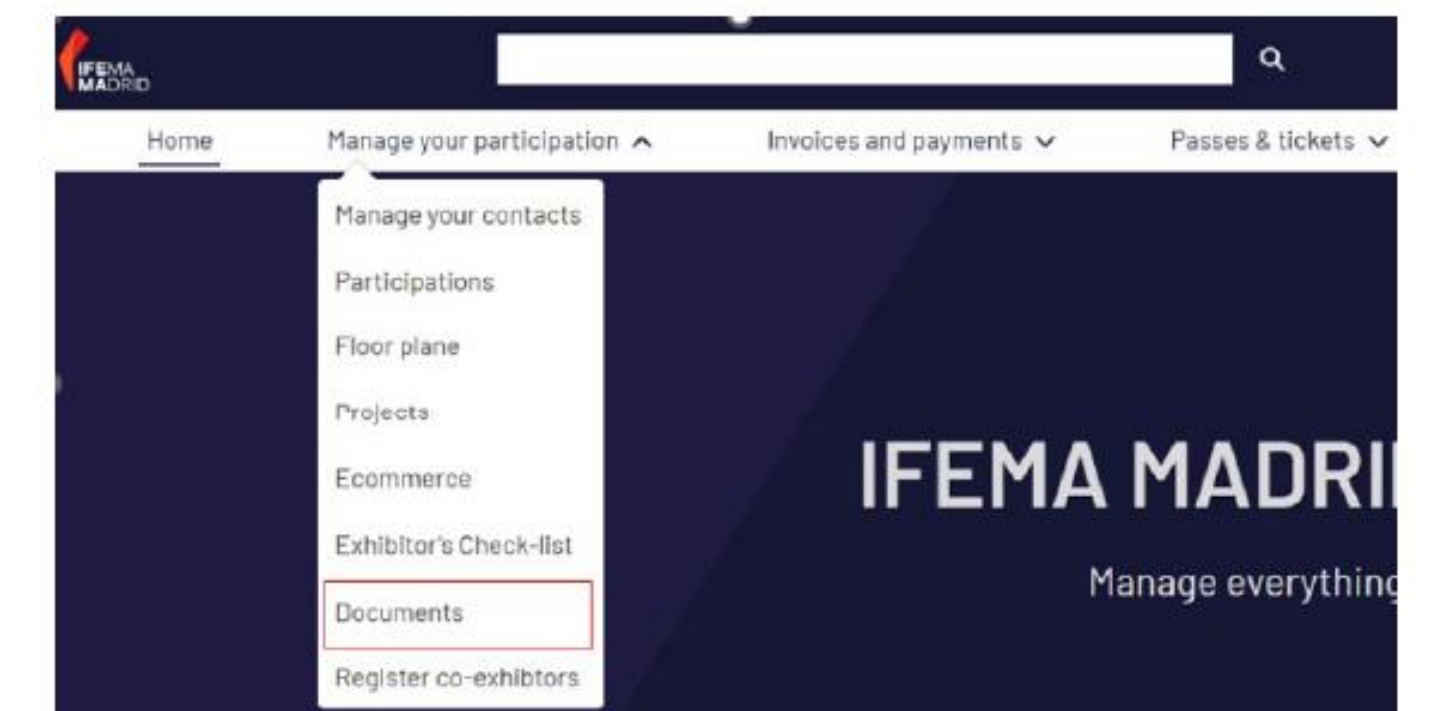 IFEMA
MADRID
Home Manage your participation Invoices and payments Passes & tickets
Manage your contacts
Participations
Floor plane
Projects
Ecommerce
Exhibitor's Check-list
Documents
Register co-exhibtors
IFEMA MADRI
Manage everything